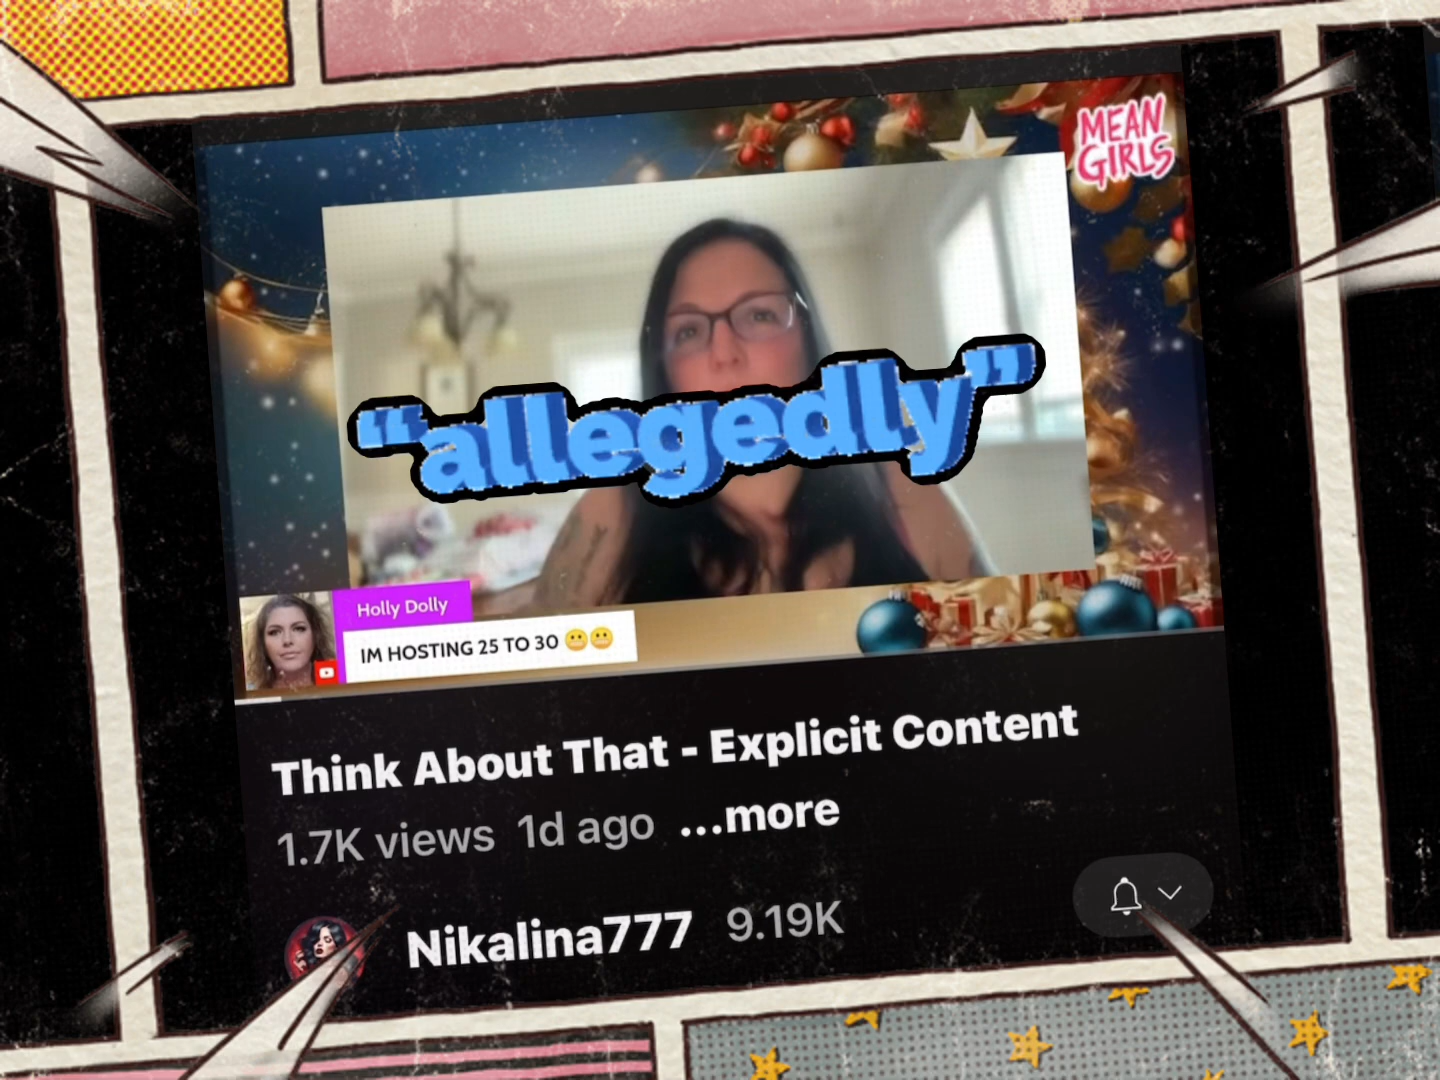 MEAN
GIRLS
“allegedly”
Holly Dolly
IM HOSTING 25 TO 30 😬😬
Think About That - Explicit Content
1.7K views 1d ago ...more
Nikalina777 9.19K